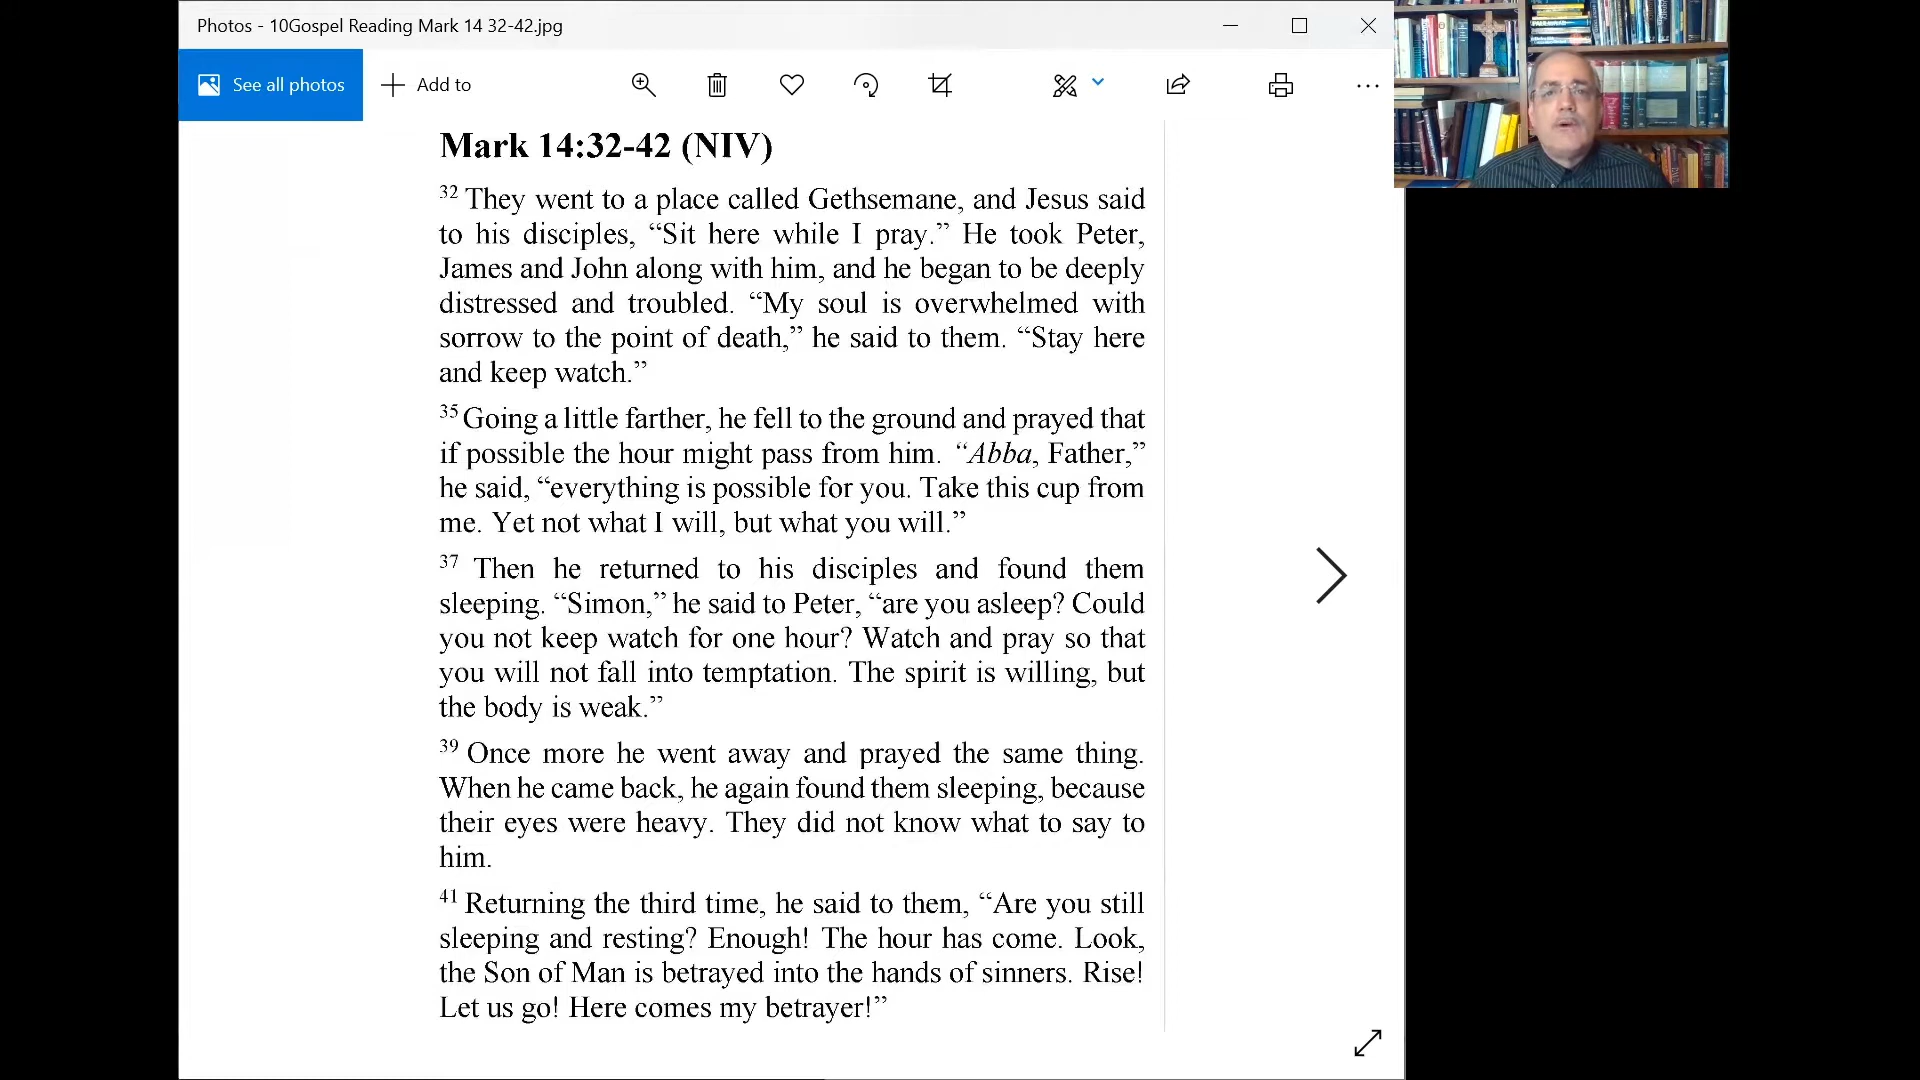 Photos - 10Gospel Reading Mark 14 32-42.jpg
See all photos
Add to
Mark 14:32-42 (NIV)
32 They went to a place called Gethsemane, and Jesus said
to his disciples, “Sit here while I pray.” He took Peter,
James and John along with him, and he began to be deeply
distressed and troubled. “My soul is overwhelmed with
sorrow to the point of death,” he said to them. “Stay here
and keep watch.”
35 Going a little farther, he fell to the ground and prayed that
if possible the hour might pass from him. “Abba, Father,”
he said, “everything is possible for you. Take this cup from
me. Yet not what I will, but what you will.”
37 Then he returned to his disciples and found them
sleeping. “Simon,” he said to Peter, “are you asleep? Could
you not keep watch for one hour? Watch and pray so that
you will not fall into temptation. The spirit is willing, but
the body is weak.”
39 Once more he went away and prayed the same thing.
When he came back, he again found them sleeping, because
their eyes were heavy. They did not know what to say to
him.
41 Returning the third time, he said to them, “Are you still
sleeping and resting? Enough! The hour has come. Look,
the Son of Man is betrayed into the hands of sinners. Rise!
Let us go! Here comes my betrayer!”